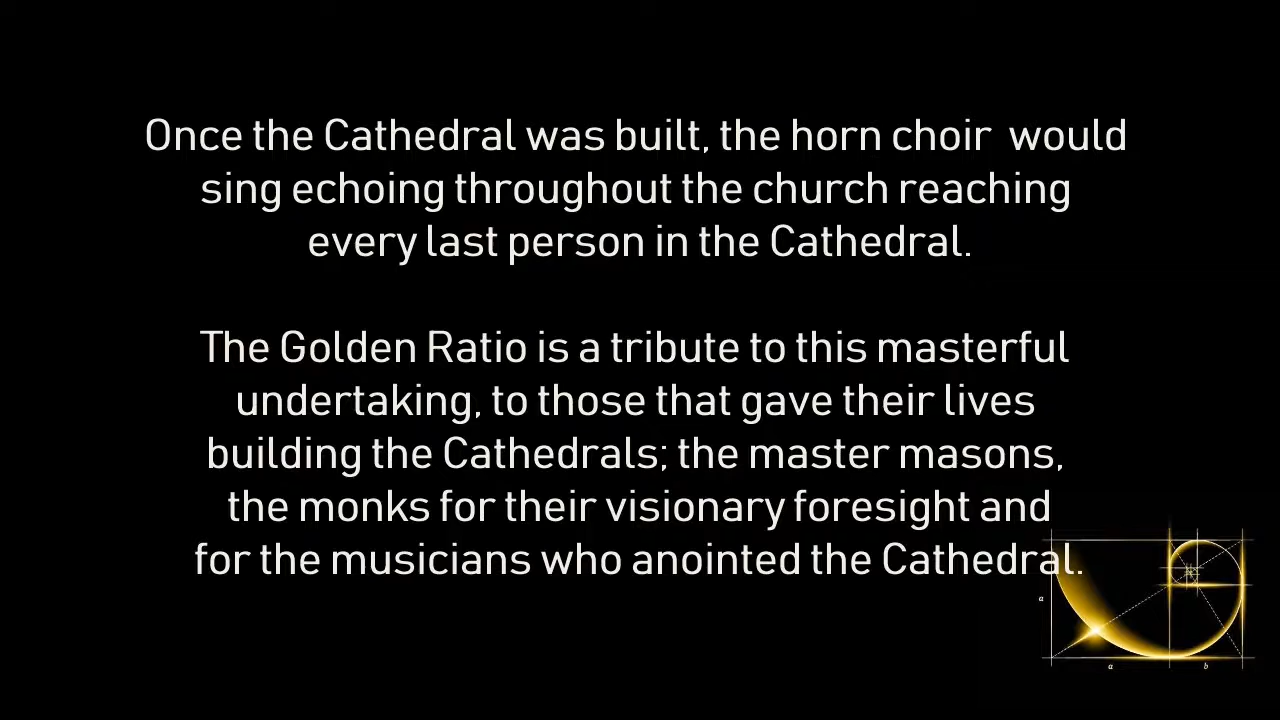 Once the Cathedral was built, the horn choir  would
sing echoing throughout the church reaching
every last person in the Cathedral.
The Golden Ratio is a tribute to this masterful
undertaking, to those that gave their lives
building the Cathedrals; the master masons,
the monks for their visionary foresight and
for the musicians who anointed the Cathedral.
a
a
b